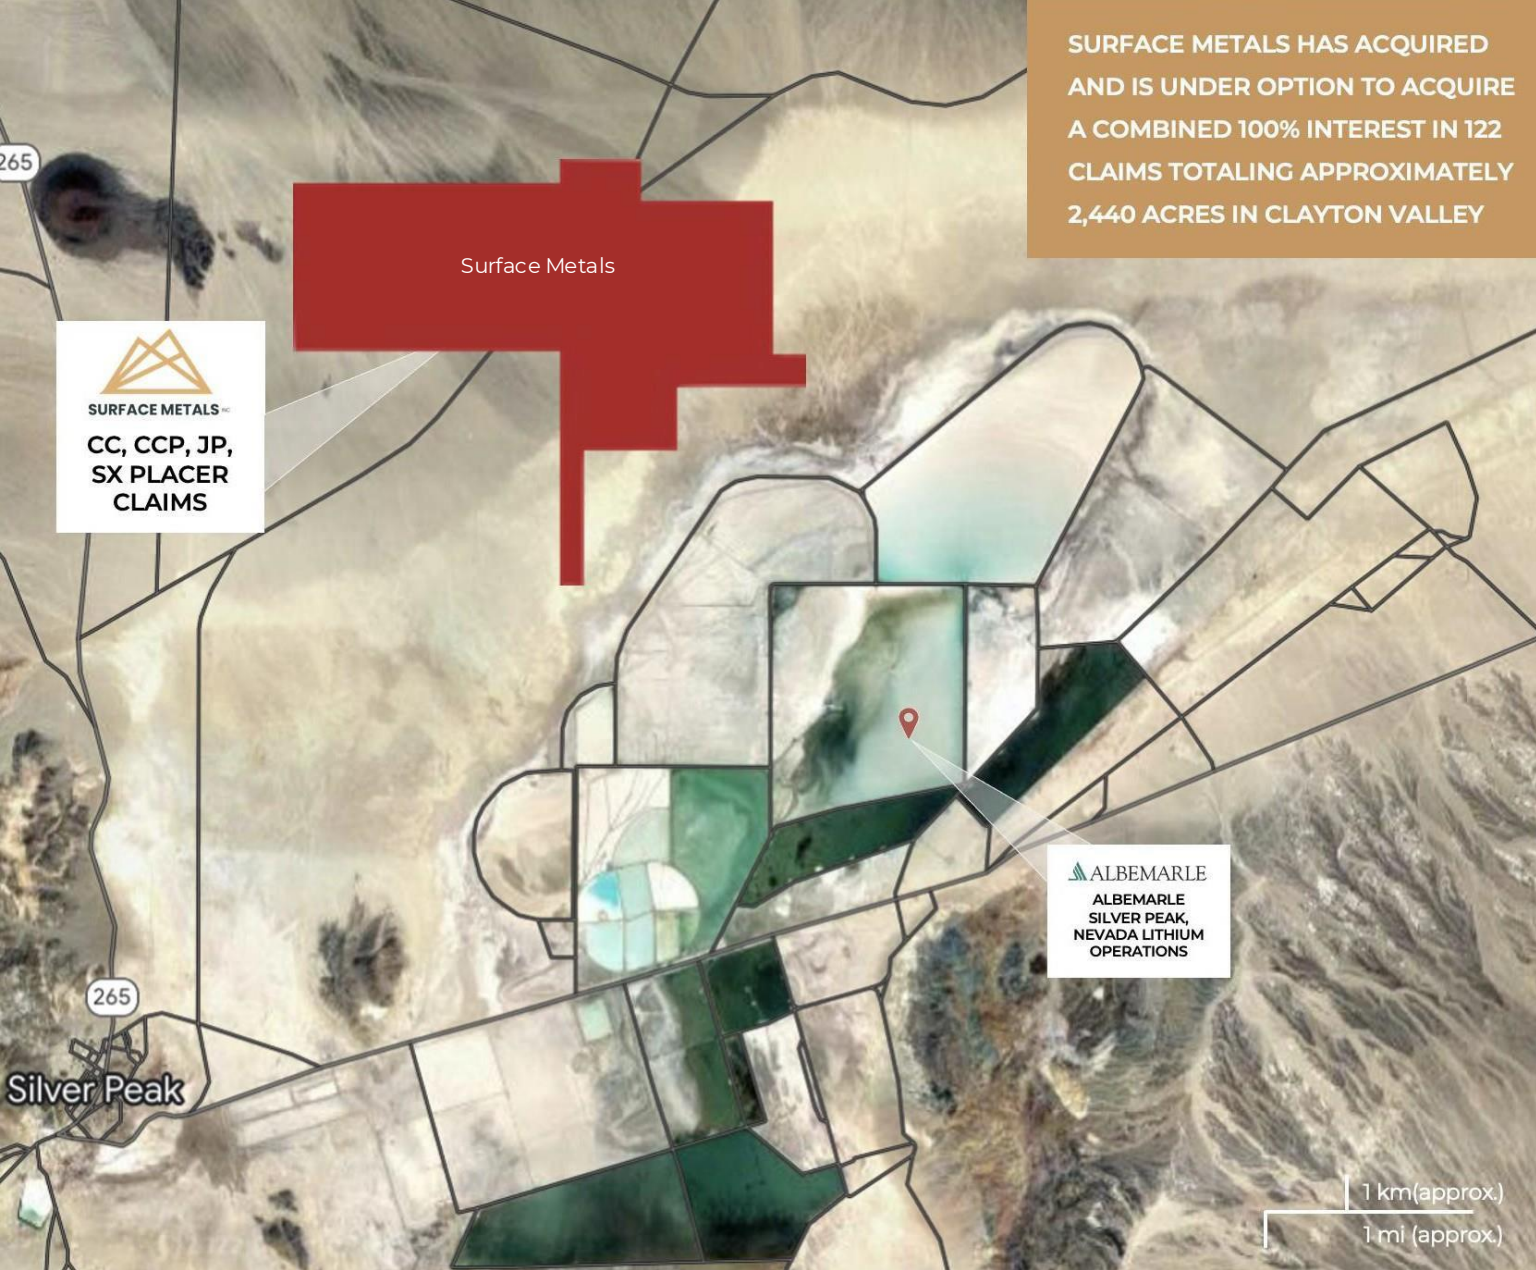 SURFACE METALS HAS ACQUIRED
AND IS UNDER OPTION TO ACQUIRE
A COMBINED 100% INTEREST IN 122
CLAIMS TOTALING APPROXIMATELY
2,440 ACRES IN CLAYTON VALLEY
265
Surface Metals
SURFACE METALS
CC, CCP, JP,
SX PLACER
CLAIMS
ALBEMARLE
ALBEMARLE
SILVER PEAK,
NEVADA LITHIUM
OPERATIONS
265
Silver Peak
1 km(approx.)
1 mi (approx.)